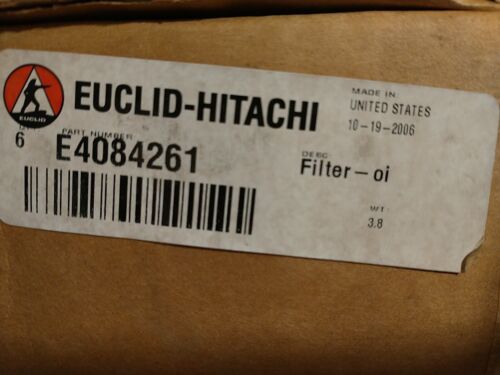 EUCLID-HITACHI
EUCLID
MADE IN:
UNITED STATES
10-19-2006
PART NUMBER
6
E4084261
DESC
Filter-oi
WT:
3.8